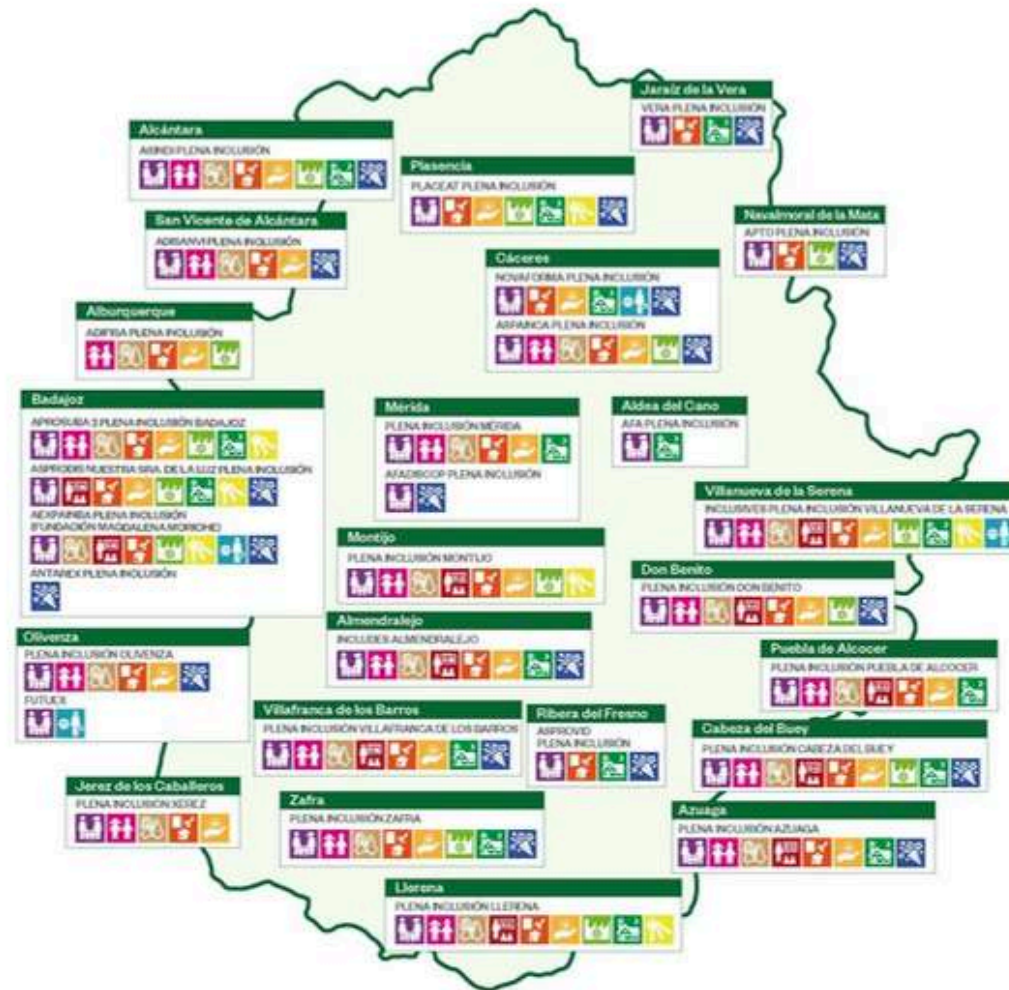 Jaraíz de la Vera
VERA PLENA INCLUSIÓN
Alcántara
PLENA INCLUSIÓN
Plasencia
PLACEAT PLENA INCLUSIÓN
San Vicente de Alcántara
ADISANVI PLENA INCLUSIÓN
Navalmoral de la Mata
APTO PLENA INCLUSIÓN
Cáceres
NOVAFORMA PLENA INCLUSIÓN
ASPAINCA PLENA INCLUSIÓN
Alburquerque
PLENA INCLUSIÓN
Badajoz
APROSUBA 3 PLENA INCLUSIÓN BADAJOZ
ASPRODIS NUESTRA SRA. DE LA LUZ PLENA INCLUSIÓN
AEXPAINBA PLENA INCLUSIÓN
(FUNDACIÓN MAGDALENA MORICHE)
PLENA INCLUSIÓN
Mérida
PLENA INCLUSIÓN MÉRIDA
AFADISCOP PLENA INCLUSIÓN
Aldea del Cano
AFA PLENA INCLUSIÓN
Villanueva de la Serena
INCLUSIVES PLENA INCLUSIÓN VILLANUEVA DE LA SERENA
Montijo
PLENA INCLUSIÓN MONTIJO
Don Benito
PLENA INCLUSIÓN DON BENITO
Almendralejo
INCLUDES ALMENDRALEJO
Olivenza
PLENA INCLUSIÓN OLIVENZA
FUTUEX
Puebla de Alcocer
PLENA INCLUSIÓN PUEBLA DE ALCOCER
Villafranca de los Barros
PLENA INCLUSIÓN VILLAFRANCA DE LOS BARROS
Ribera del Fresno
ASPROVID
PLENA INCLUSIÓN
Cabeza del Buey
PLENA INCLUSIÓN CABEZA DEL BUEY
Jerez de los Caballeros
PLENA INCLUSIÓN XEREZ
Zafra
PLENA INCLUSIÓN ZAFRA
Azuaga
PLENA INCLUSIÓN AZUAGA
Llerena
PLENA INCLUSIÓN LLERENA